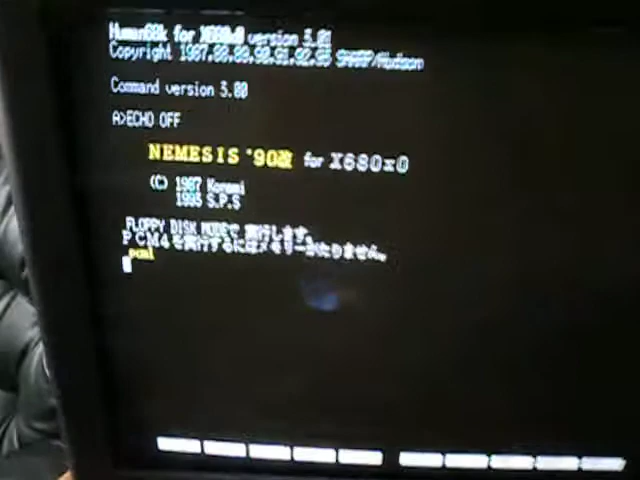 Human68k for X680x0 version 3.01
Copyright 1987,88,89,90,91,92,93 SHARP/Hudson
Command version 3.00
A>ECHO OFF
NEMESIS '90改 for X680x0
(C) 1987 Konami
1993 S.P.S
FLOPPY DISK MODEで 実行します。
PCM4を実行するにはメモリーがたりません。
pcm1